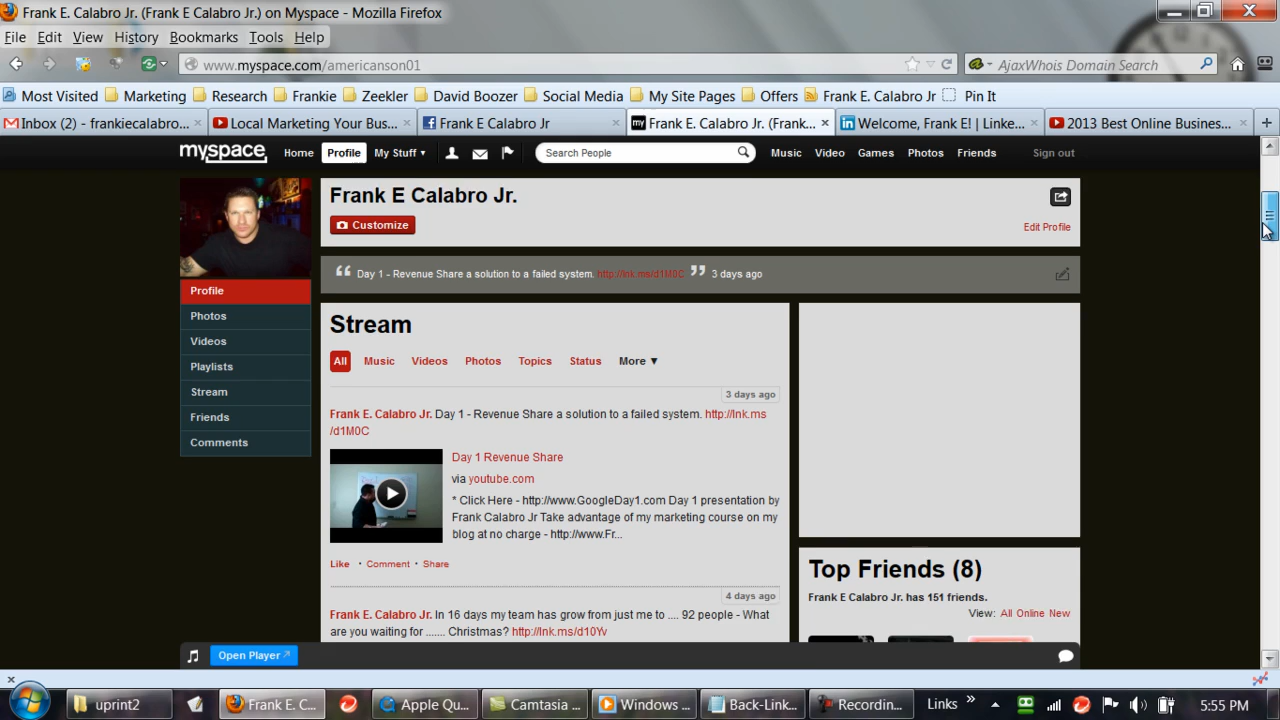 Frank E. Calabro Jr. (Frank E Calabro Jr.) on Myspace - Mozilla Firefox
File Edit View History Bookmarks Tools Help
www.myspace.com/americanson01 AjaxWhois Domain Search
Most Visited Marketing Research Frankie Zeekler David Boozer Social Media My Site Pages Offers Frank E. Calabro Jr Pin It
Inbox (2) - frankiecalabro... Local Marketing Your Bus... Frank E Calabro Jr Frank E. Calabro Jr. (Frank... Welcome, Frank E! | Linke... 2013 Best Online Business...
myspace Home Profile My Stuff Search People Music Video Games Photos Friends Sign out
Frank E Calabro Jr.
Customize
Edit Profile
“ Day 1 - Revenue Share a solution to a failed system. http://lnk.ms/d1M0C ” 3 days ago
Profile
Photos
Videos
Playlists
Stream
Friends
Comments
Stream
All Music Videos Photos Topics Status More ▼
3 days ago
Frank E. Calabro Jr. Day 1 - Revenue Share a solution to a failed system. http://lnk.ms
/d1M0C
Day 1 Revenue Share
via youtube.com
* Click Here - http://www.GoogleDay1.com Day 1 presentation by
Frank Calabro Jr Take advantage of my marketing course on my
blog at no charge - http://www.Fr...
Like · Comment · Share
4 days ago
Frank E. Calabro Jr. In 16 days my team has grow from just me to .... 92 people - What
are you waiting for ....... Christmas? http://lnk.ms/d10Yv
Top Friends (8)
Frank E Calabro Jr. has 151 friends.
View: All Online New
Open Player
uprint2 Frank E. C... Apple Qu... Camtasia ... Windows ... Back-Link... Recordin... Links » 5:55 PM